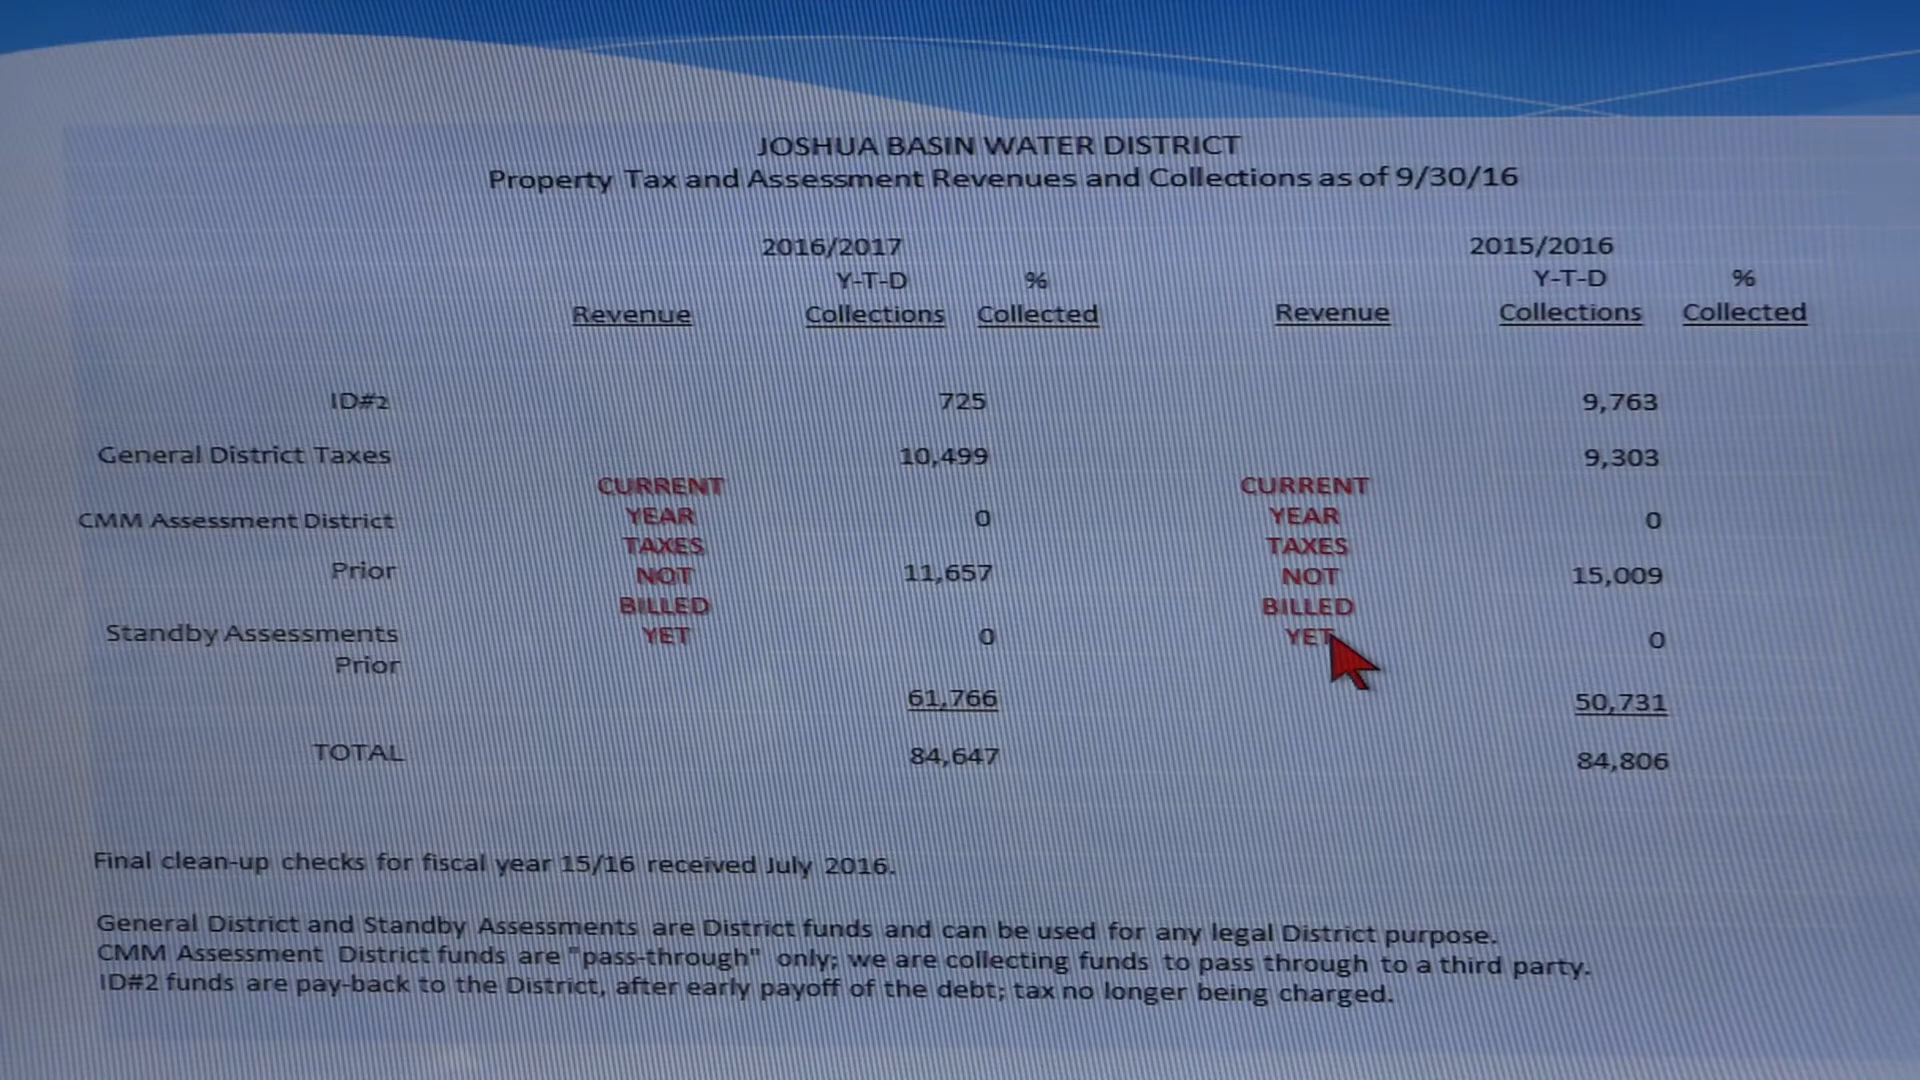 JOSHUA BASIN WATER DISTRICT
Property Tax and Assessment Revenues and Collections as of 9/30/16
2016/2017 2015/2016
Y-T-D % Y-T-D %
Revenue Collections Collected Revenue Collections Collected
ID#2 725 9,763
General District Taxes 10,499 9,303
CURRENT CURRENT
CMM Assessment District YEAR 0 YEAR 0
TAXES TAXES
Prior NOT 11,657 NOT 15,009
BILLED BILLED
Standby Assessments YET 0 YET 0
Prior
61,766 50,731
TOTAL 84,647 84,806
Final clean-up checks for fiscal year 15/16 received July 2016.
General District and Standby Assessments are District funds and can be used for any legal District purpose.
CMM Assessment District funds are "pass-through" only; we are collecting funds to pass through to a third party.
ID#2 funds are pay-back to the District, after early payoff of the debt; tax no longer being charged.